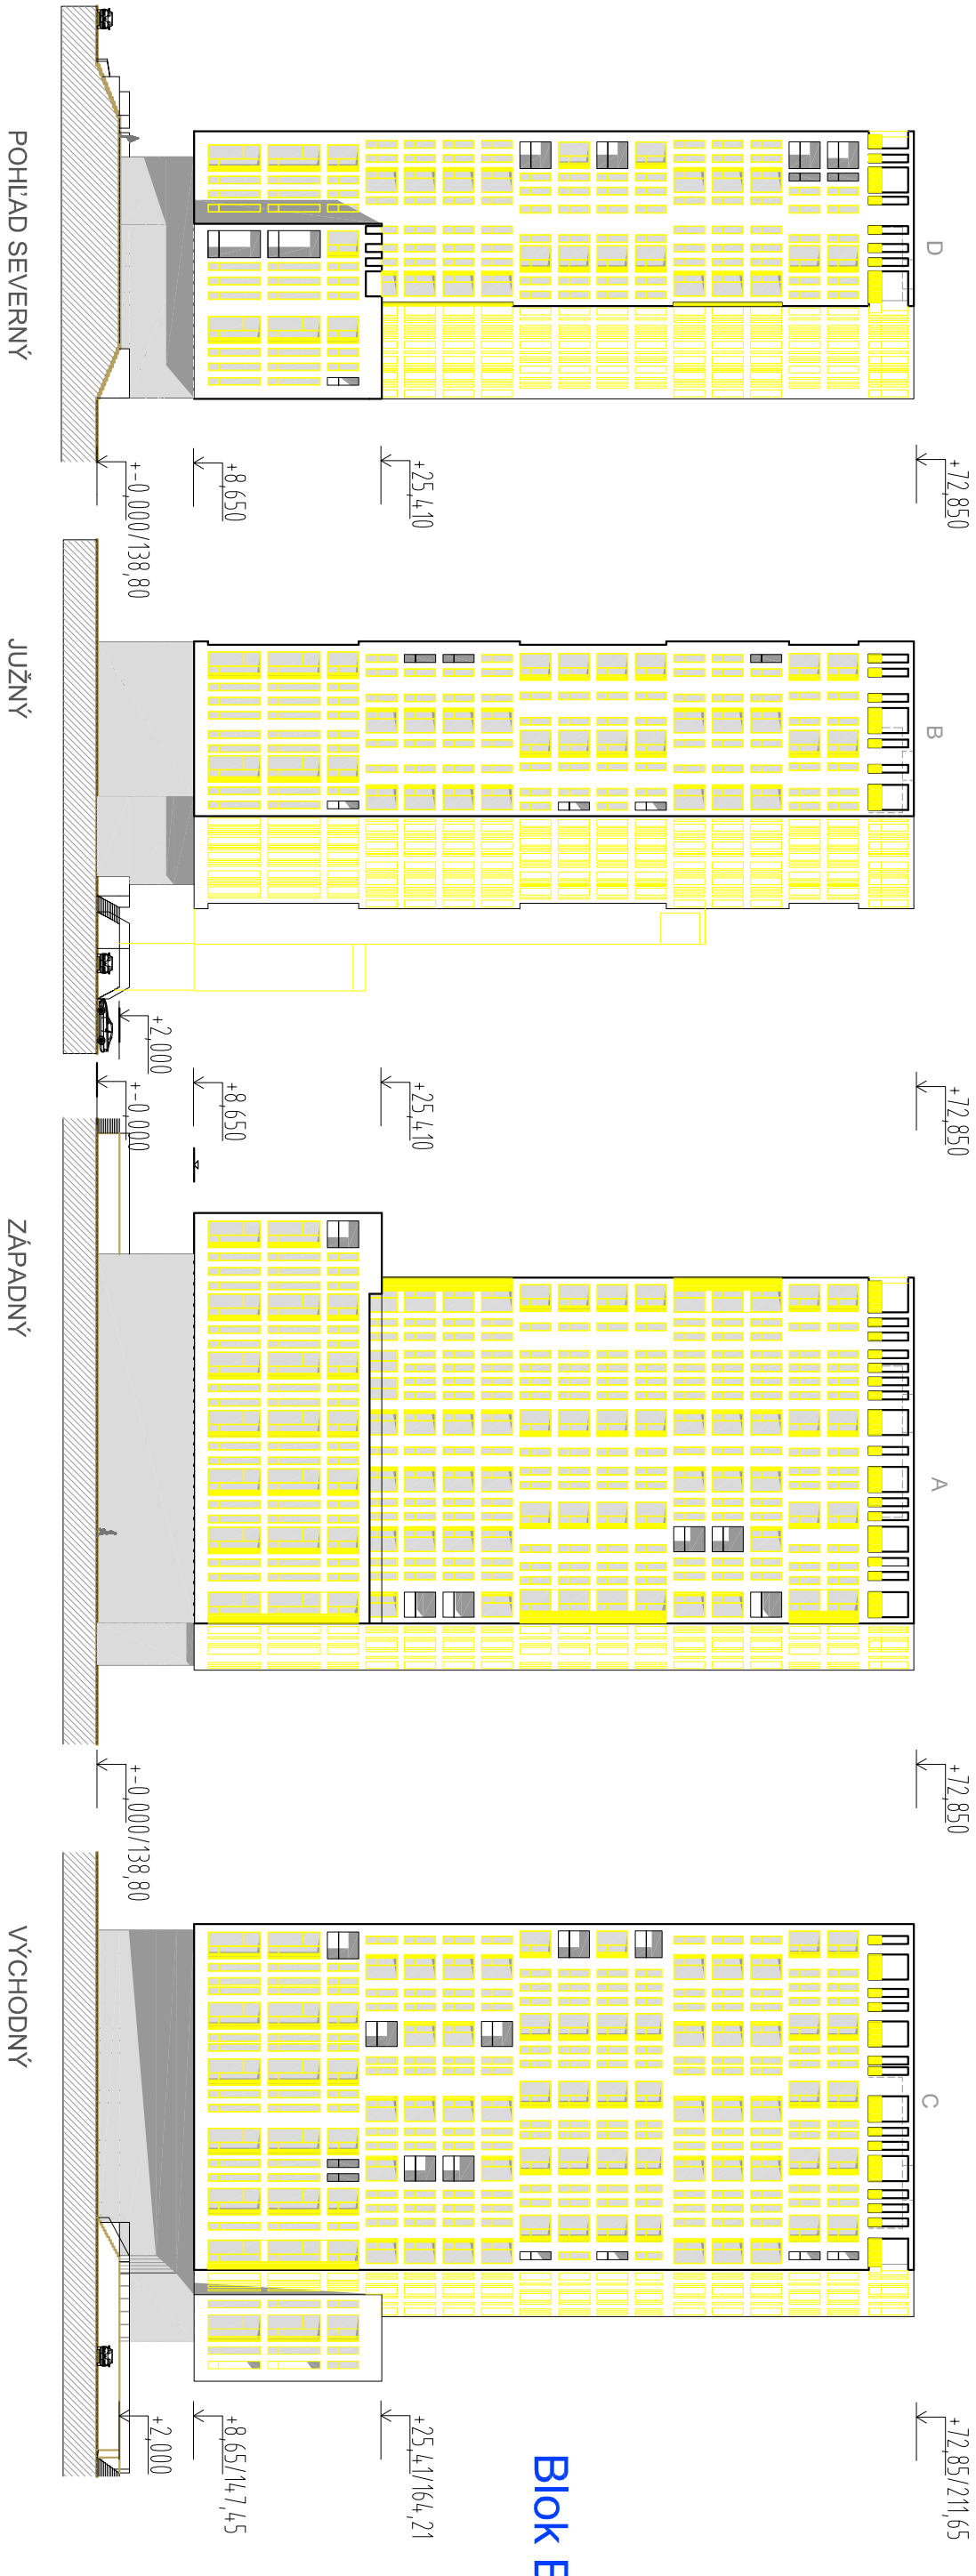 D
POHĽAD SEVERNÝ
+-0,000/138,80
+8,650
+25,410
+72,850
B
JUŽNÝ
+2,000
+-0,000
+8,650
+25,410
+72,850
A
ZÁPADNÝ
+-0,000/138,80
+72,850
C
VÝCHODNÝ
+2,000
+8,65/147,45
+25,41/164,21
+72,85/211,65
Blok